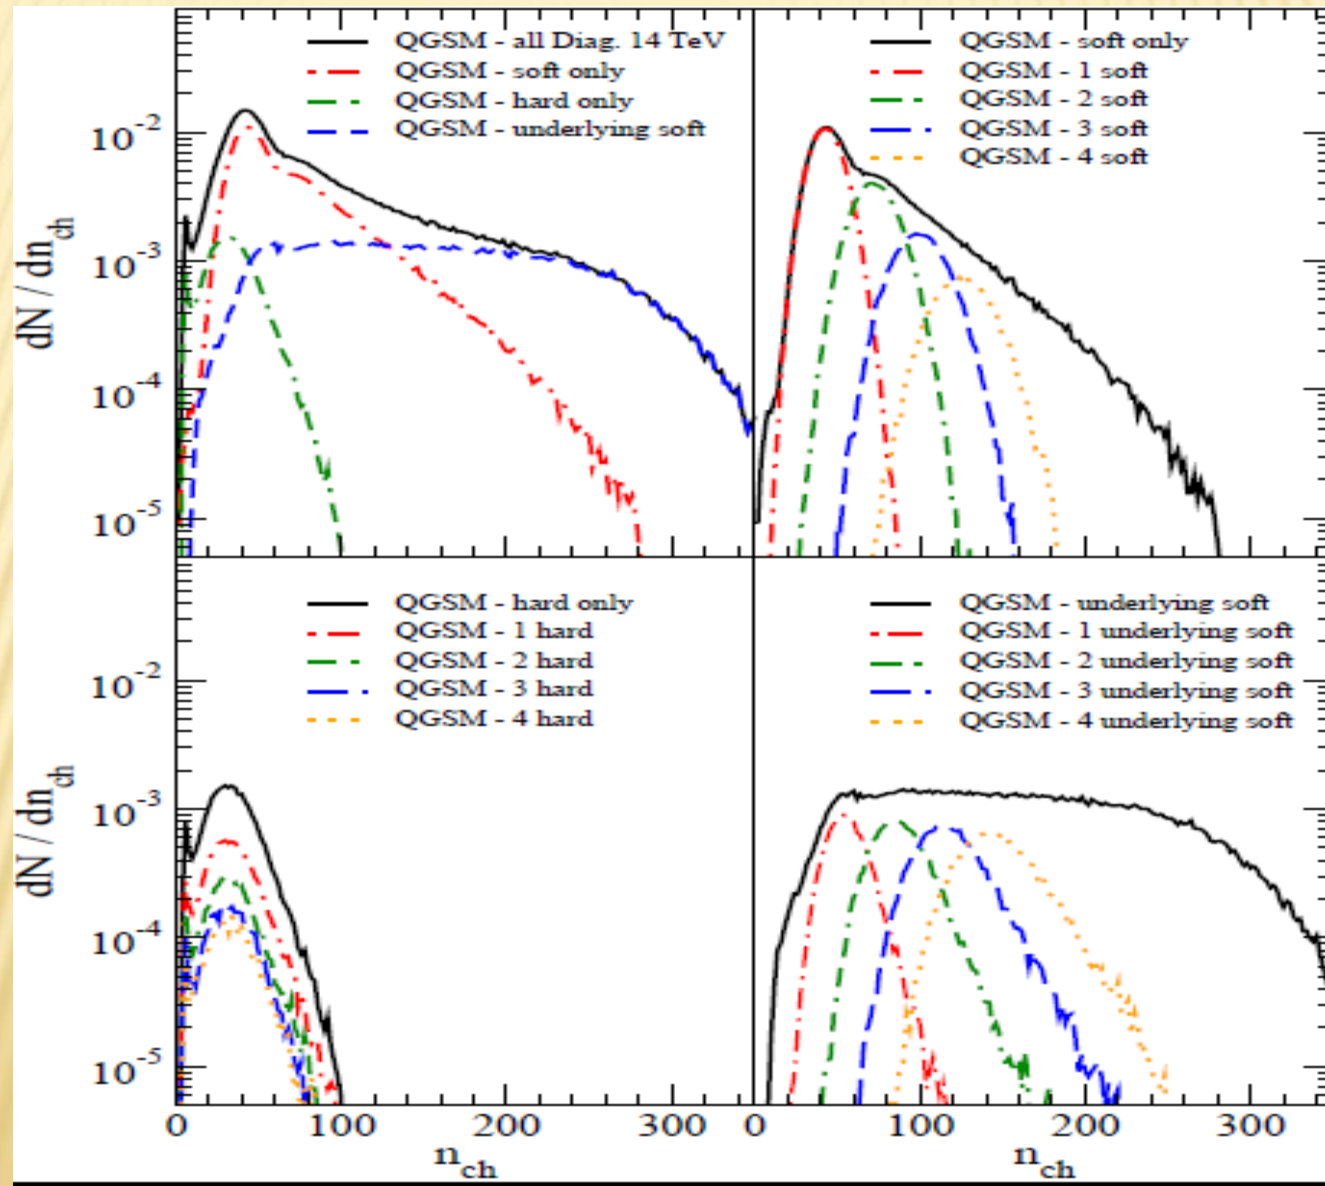 QGSM - all Diag. 14 TeV
QGSM - soft only
QGSM - hard only
QGSM - underlying soft
10^-2
10^-3
10^-4
10^-5
dN / dn_ch
QGSM - soft only
QGSM - 1 soft
QGSM - 2 soft
QGSM - 3 soft
QGSM - 4 soft
QGSM - hard only
QGSM - 1 hard
QGSM - 2 hard
QGSM - 3 hard
QGSM - 4 hard
10^-2
10^-3
10^-4
10^-5
dN / dn_ch
0 100 200 300
n_ch
QGSM - underlying soft
QGSM - 1 underlying soft
QGSM - 2 underlying soft
QGSM - 3 underlying soft
QGSM - 4 underlying soft
0 100 200 300
n_ch